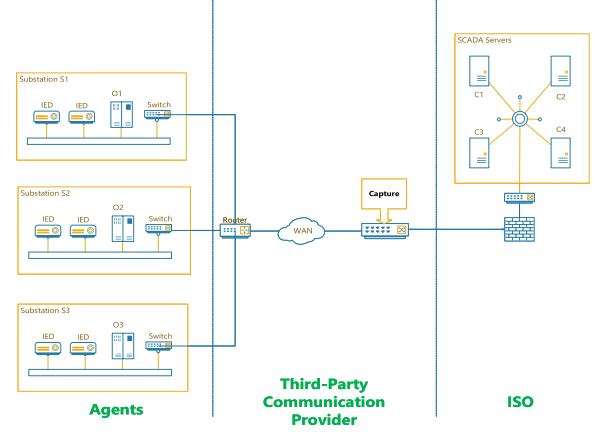 SCADA Servers
C1
C2
C3
C4
Substation S1
IED
IED
O1
Switch
Substation S2
IED
IED
O2
Switch
Substation S3
IED
IED
O3
Switch
Router
WAN
Capture
Agents
Third-Party
Communication
Provider
ISO